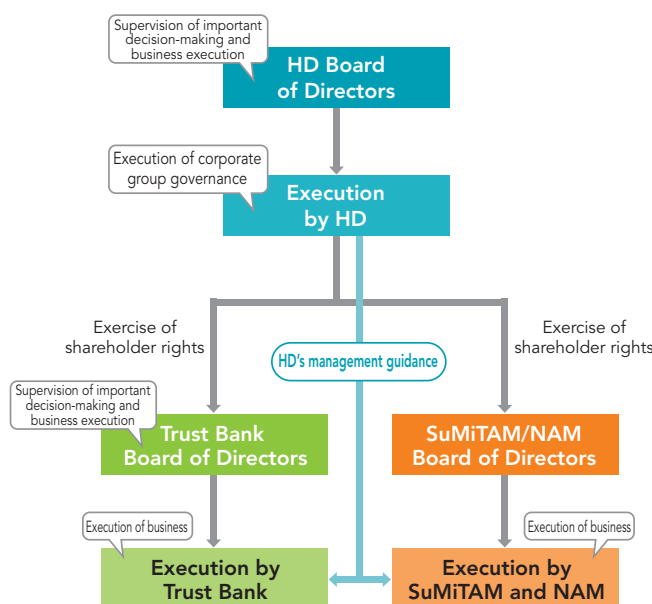 Supervision of important
decision-making and
business execution
HD Board
of Directors
Execution of corporate
group governance
Execution
by HD
Exercise of
shareholder rights
HD's management guidance
Exercise of
shareholder rights
Supervision of important
decision-making and
business execution
Trust Bank
Board of Directors
SuMiTAM/NAM
Board of Directors
Execution of business
Execution of business
Execution by
Trust Bank
Execution by
SuMiTAM and NAM